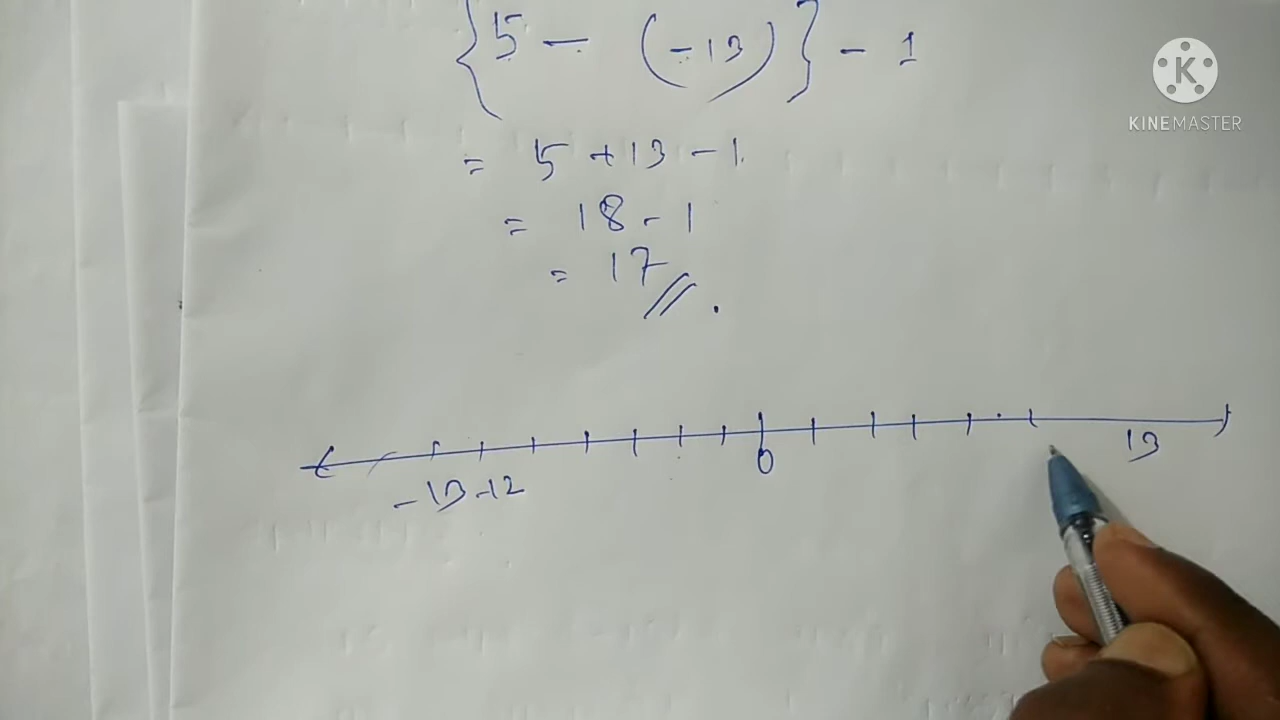 {5 - (-13)} - 1
KINEMASTER
= 5 + 13 - 1
= 18 - 1
= 17
0 13
-13 -12